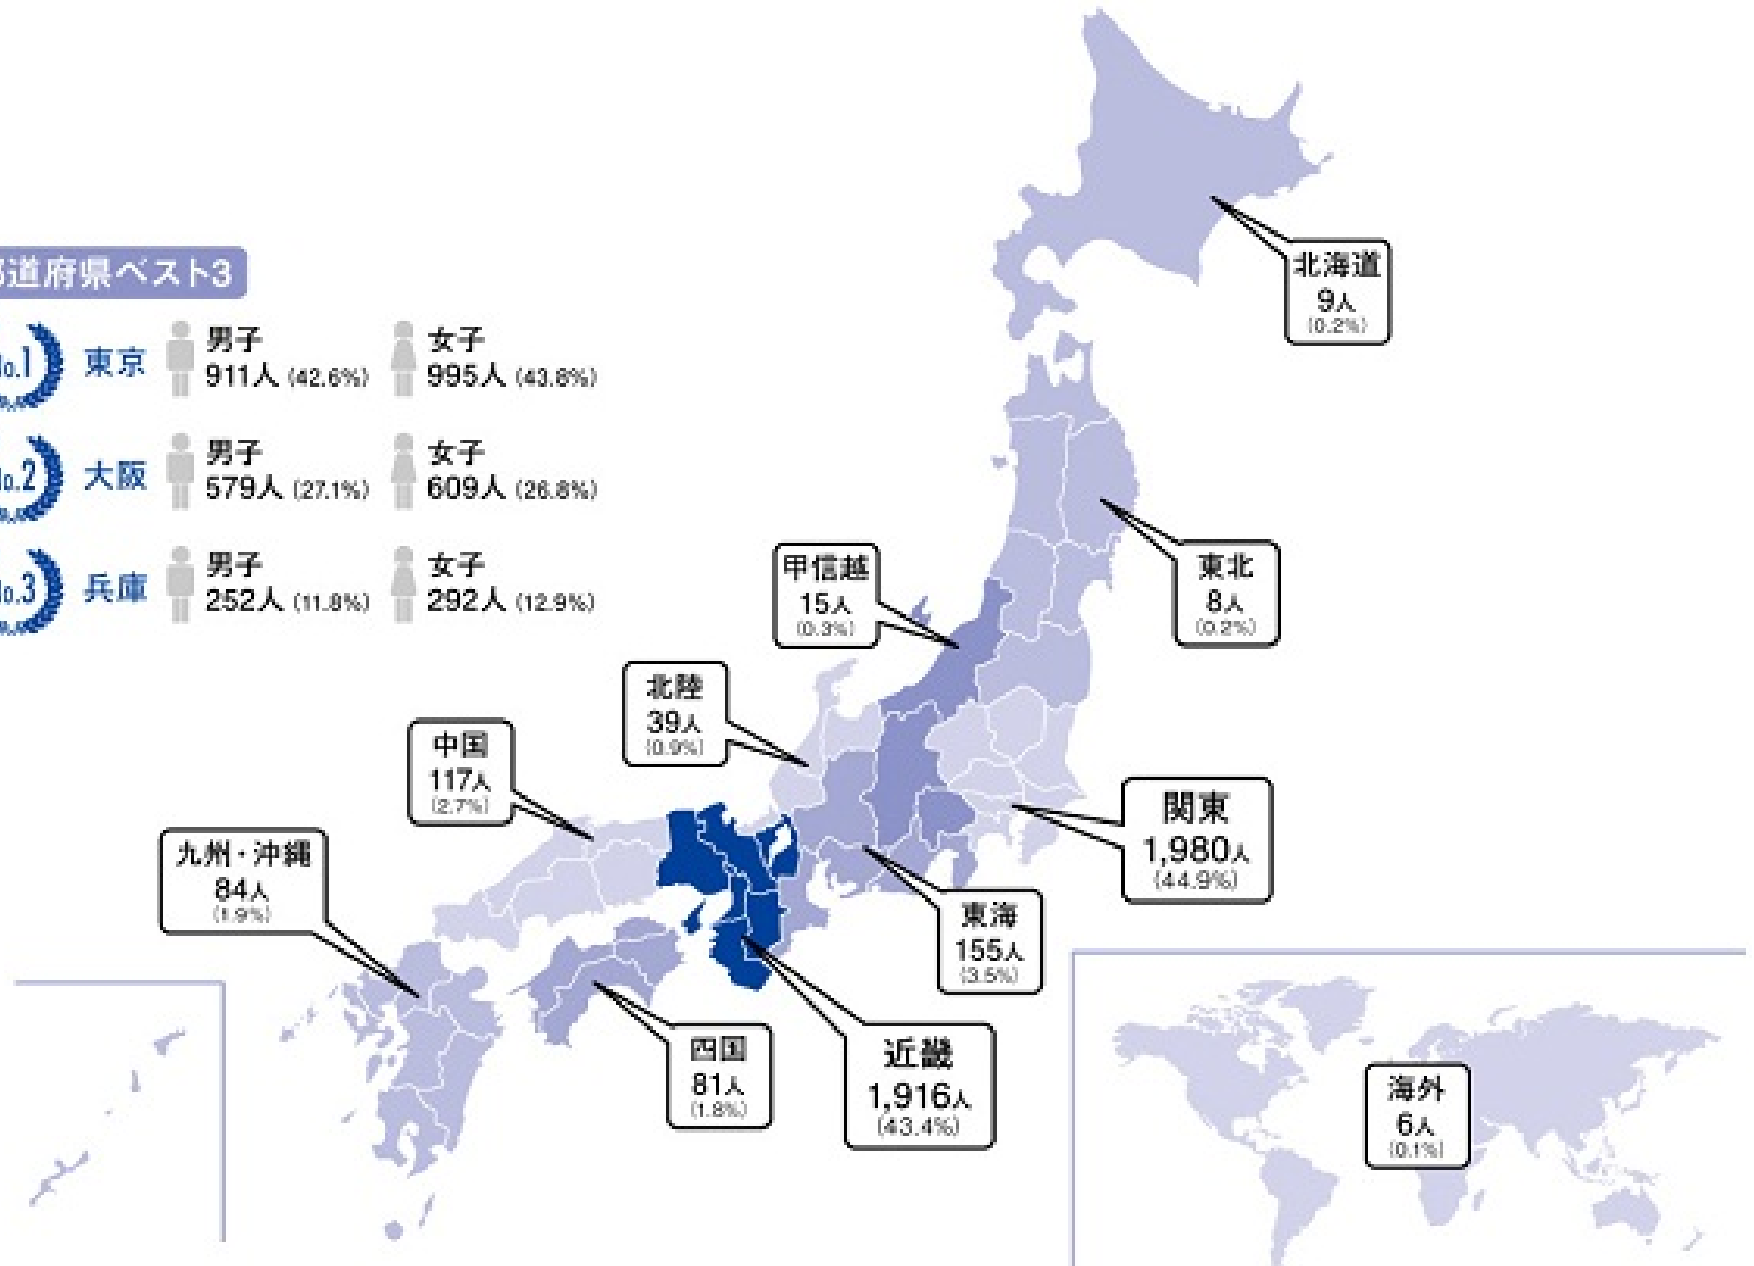 道府県ベスト3
No.1 東京 男子 911人 (42.6%) 女子 995人 (43.8%)
No.2 大阪 男子 579人 (27.1%) 女子 609人 (26.8%)
No.3 兵庫 男子 252人 (11.8%) 女子 292人 (12.9%)
北海道
9人
(0.2%)
東北
8人
(0.2%)
甲信越
15人
(0.3%)
北陸
39人
(0.9%)
中国
117人
(2.7%)
関東
1,980人
(44.9%)
九州・沖縄
84人
(1.9%)
東海
155人
(3.5%)
四国
81人
(1.8%)
近畿
1,916人
(43.4%)
海外
6人
(0.1%)